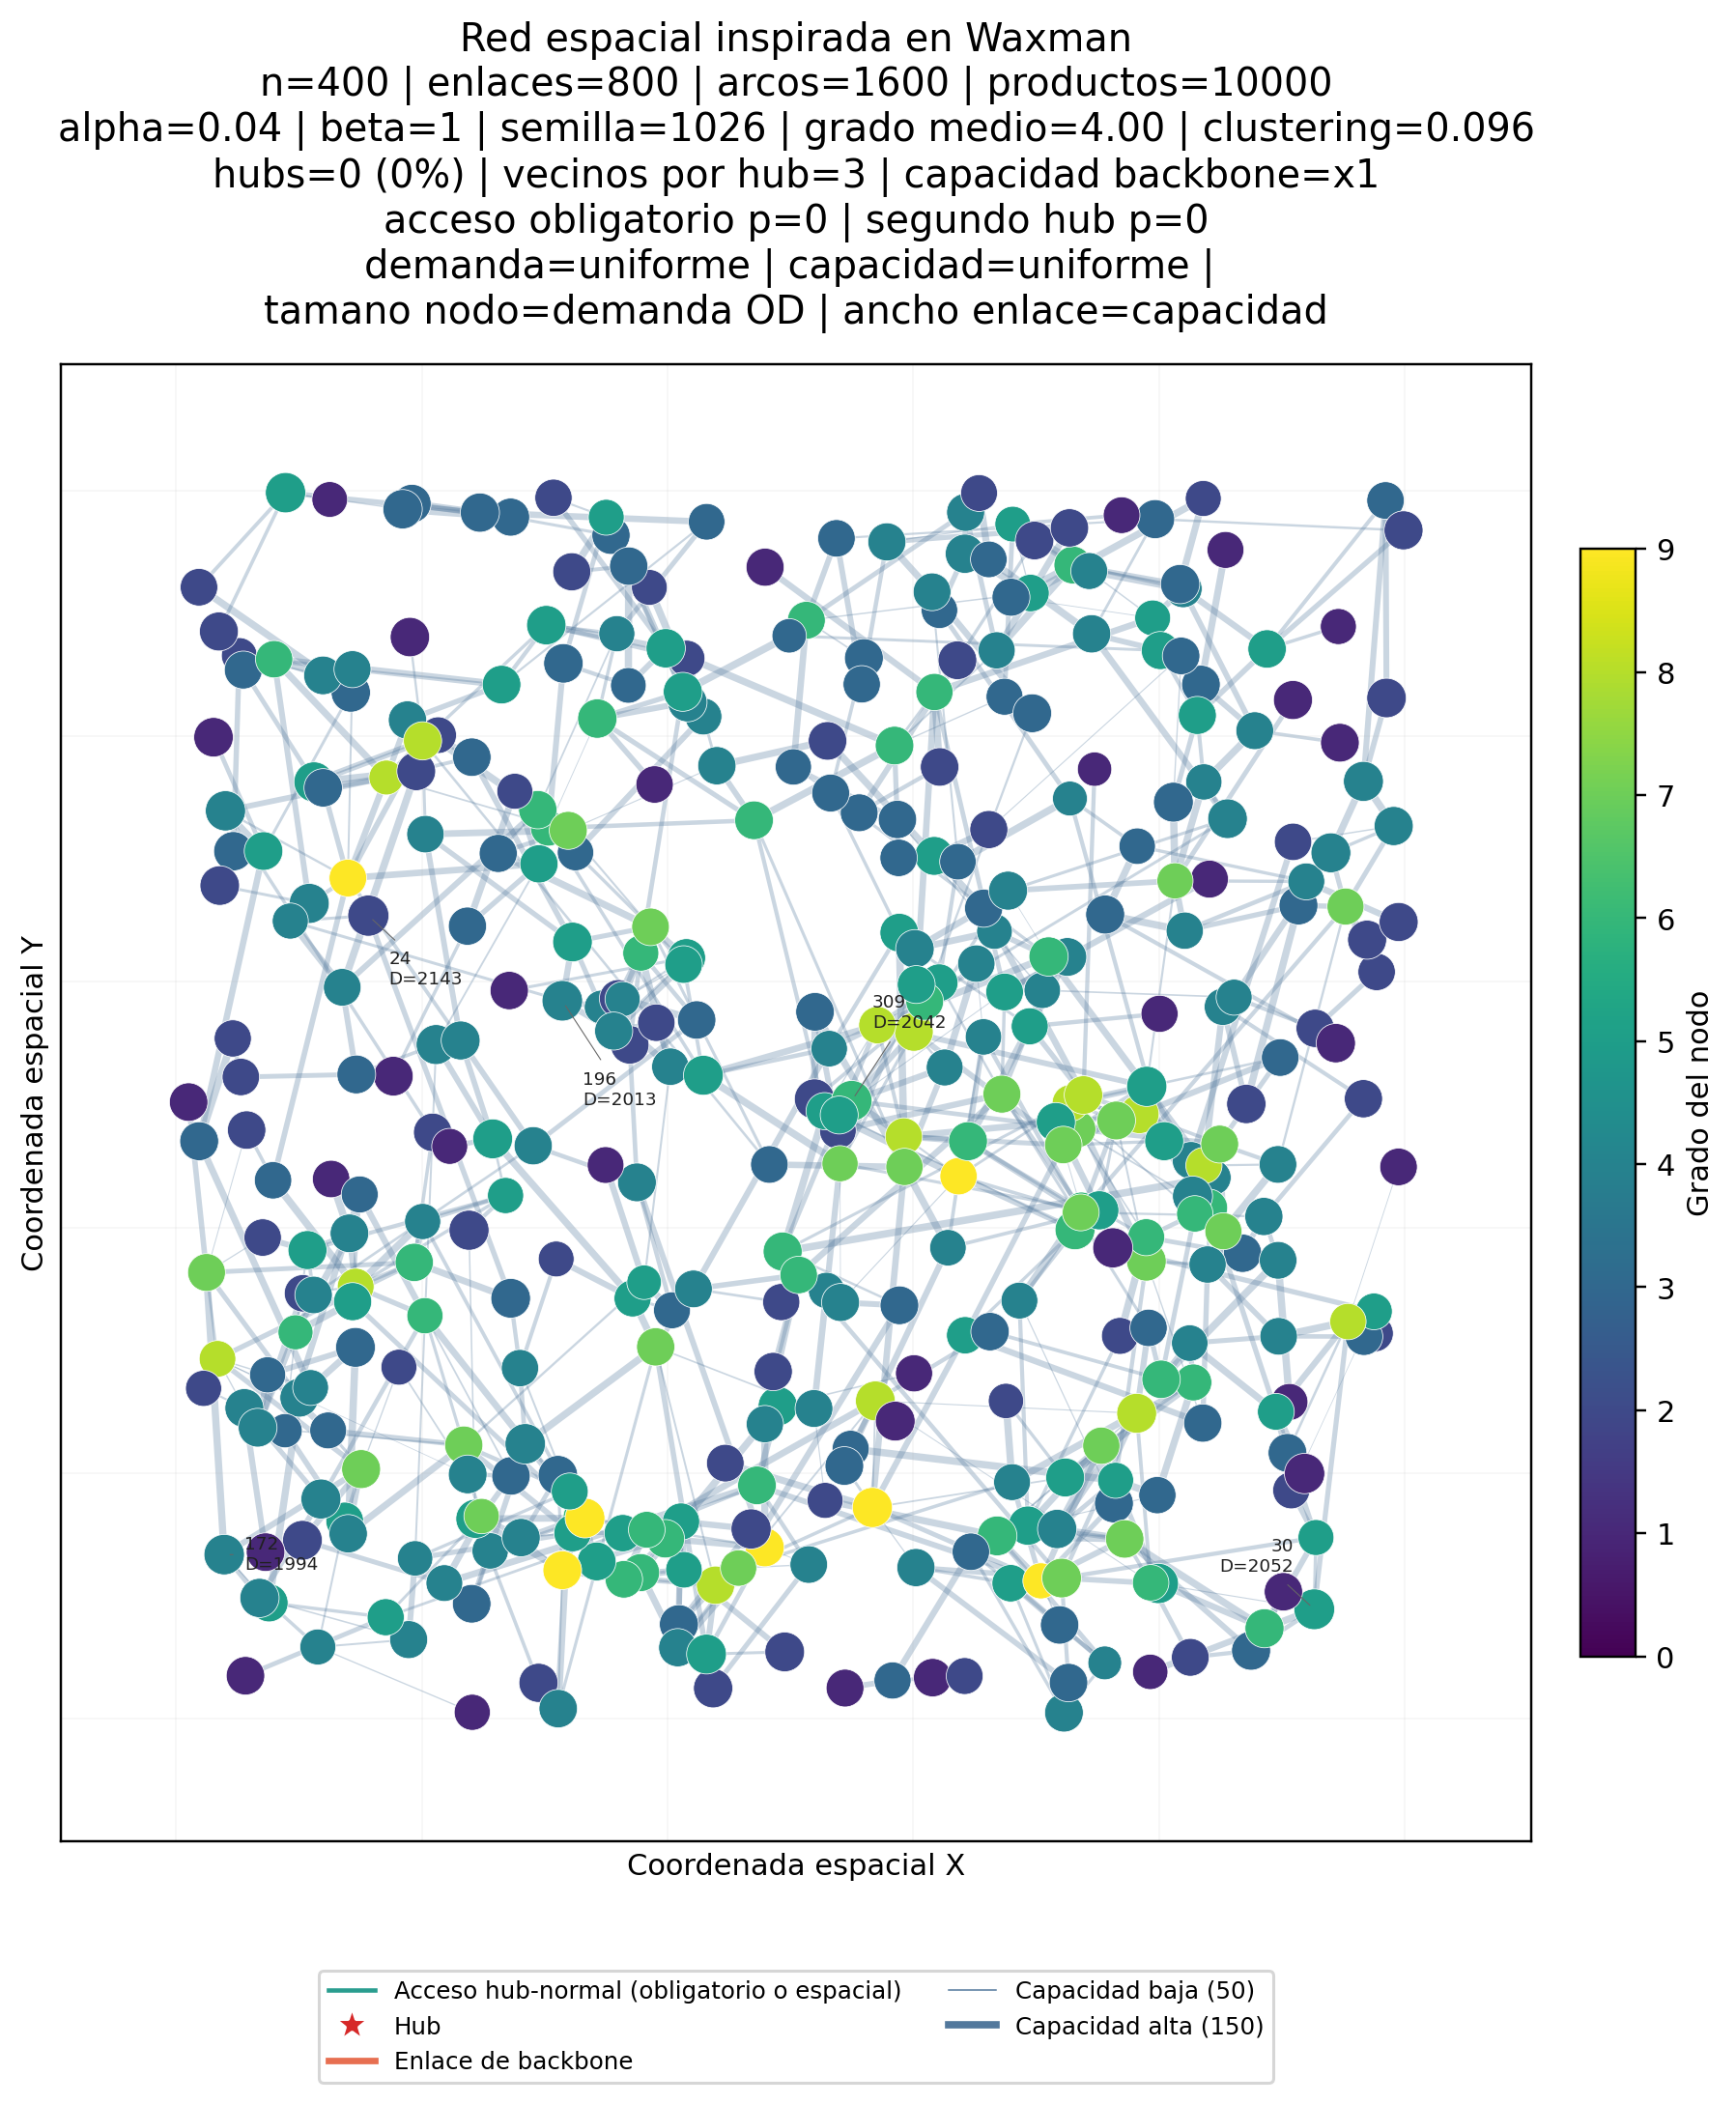 Red espacial inspirada en Waxman
n=400 | enlaces=800 | arcos=1600 | productos=10000
alpha=0.04 | beta=1 | semilla=1026 | grado medio=4.00 | clustering=0.096
hubs=0 (0%) | vecinos por hub=3 | capacidad backbone=x1
acceso obligatorio p=0 | segundo hub p=0
demanda=uniforme | capacidad=uniforme |
tamano nodo=demanda OD | ancho enlace=capacidad
24
D=2143
309
D=2042
196
D=2013
172
D=1994
30
D=2052
Coordenada espacial Y
Coordenada espacial X
9
8
7
6
5
4
3
2
1
0
Grado del nodo
Acceso hub-normal (obligatorio o espacial)
Hub
Enlace de backbone
Capacidad baja (50)
Capacidad alta (150)